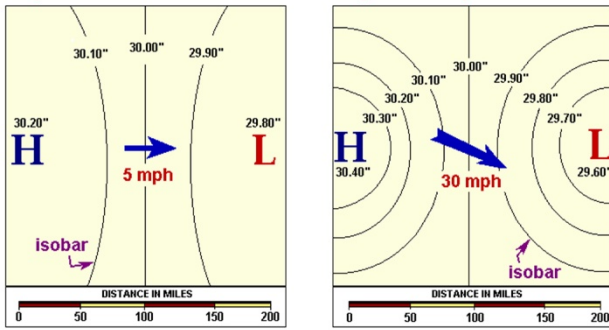 30.10"
30.00"
29.90"
30.20"
29.80"
H
L
5 mph
isobar
DISTANCE IN MILES
0
50
100
150
200
30.00"
30.10"
29.90"
30.20"
29.80"
30.30"
29.70"
H
L
30.40"
29.60"
30 mph
isobar
DISTANCE IN MILES
0
50
100
150
200